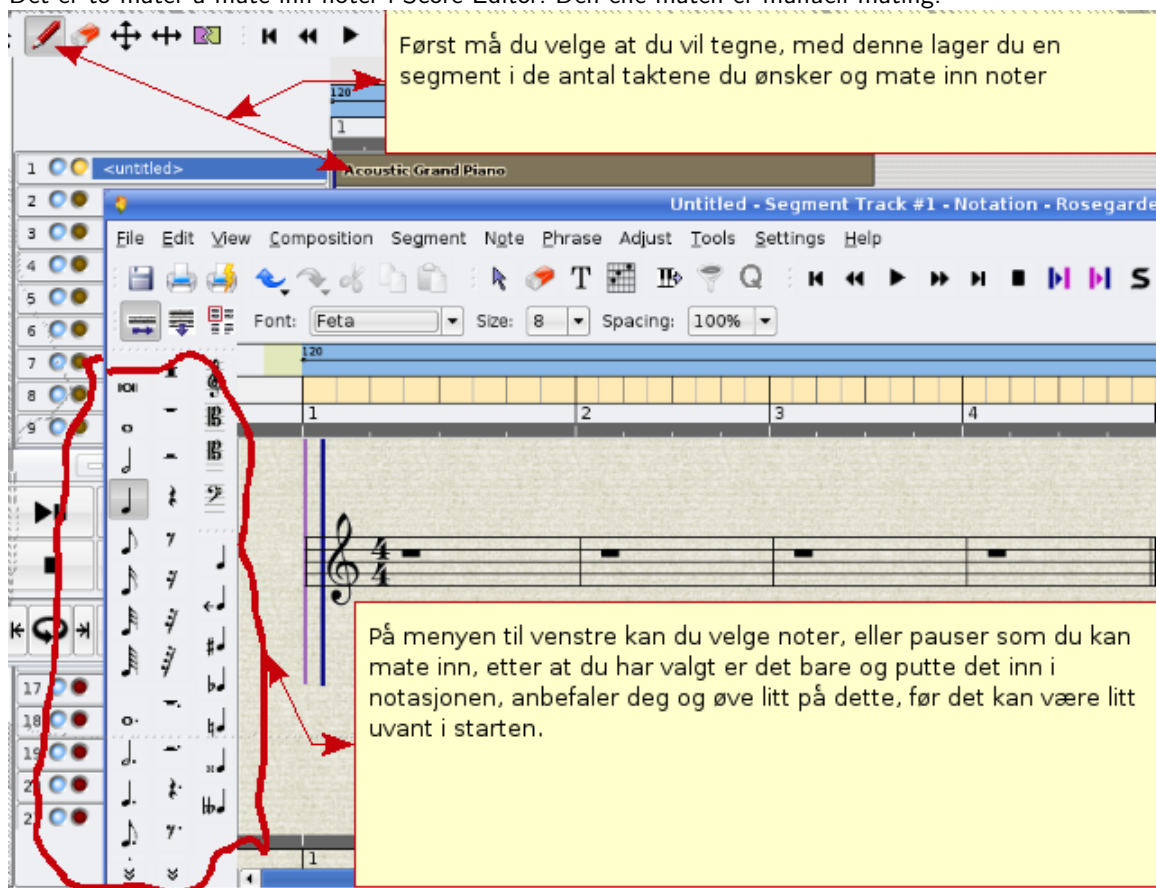 Det er to måter å mate inn noter i Score Editor. Den ene måten er manuell mating.
Først må du velge at du vil tegne, med denne lager du en
segment i de antal taktene du ønsker og mate inn noter
120
1
1 <untitled> Acoustic Grand Piano
2
Untitled - Segment Track #1 - Notation - Rosegarde
3
File Edit View Composition Segment Note Phrase Adjust Tools Settings Help
4
5
6
Font: Feta Size: 8 Spacing: 100%
7
120
8
9
1 2 3 4
På menyen til venstre kan du velge noter, eller pauser som du kan
mate inn, etter at du har valgt er det bare og putte det inn i
notasjonen, anbefaler deg og øve litt på dette, før det kan være litt
uvant i starten.
17
18
19
2
2
1